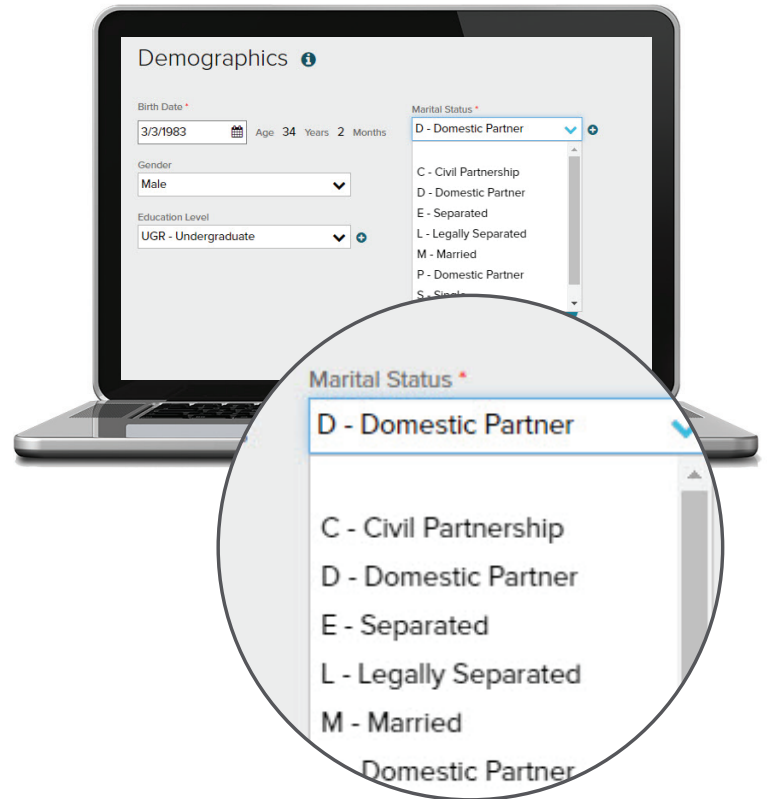 Demographics
Birth Date *
3/3/1983 Age 34 Years 2 Months
Gender
Male
Education Level
UGR - Undergraduate
Marital Status *
D - Domestic Partner
C - Civil Partnership
D - Domestic Partner
E - Separated
L - Legally Separated
M - Married
P - Domestic Partner
S - Single
Marital Status *
D - Domestic Partner
C - Civil Partnership
D - Domestic Partner
E - Separated
L - Legally Separated
M - Married
Domestic Partner